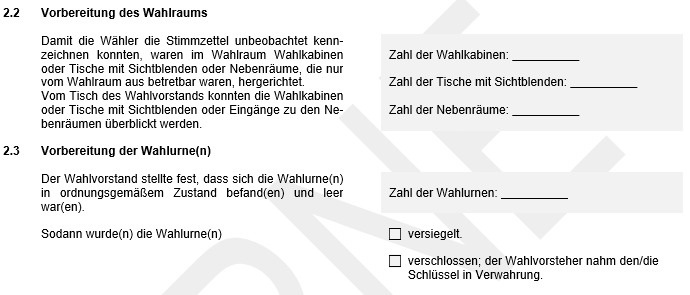 2.2 Vorbereitung des Wahlraums
Damit die Wähler die Stimmzettel unbeobachtet kenn-
zeichnen konnten, waren im Wahlraum Wahlkabinen
oder Tische mit Sichtblenden oder Nebenräume, die nur
vom Wahlraum aus betretbar waren, hergerichtet.
Vom Tisch des Wahlvorstands konnten die Wahlkabinen
oder Tische mit Sichtblenden oder Eingänge zu den Ne-
benräumen überblickt werden.
Zahl der Wahlkabinen: __________
Zahl der Tische mit Sichtblenden: __________
Zahl der Nebenräume: __________
2.3 Vorbereitung der Wahlurne(n)
Der Wahlvorstand stellte fest, dass sich die Wahlurne(n)
in ordnungsgemäßem Zustand befand(en) und leer
war(en).
Zahl der Wahlurnen: __________
Sodann wurde(n) die Wahlurne(n)
☐ versiegelt.
☐ verschlossen; der Wahlvorsteher nahm den/die
Schlüssel in Verwahrung.